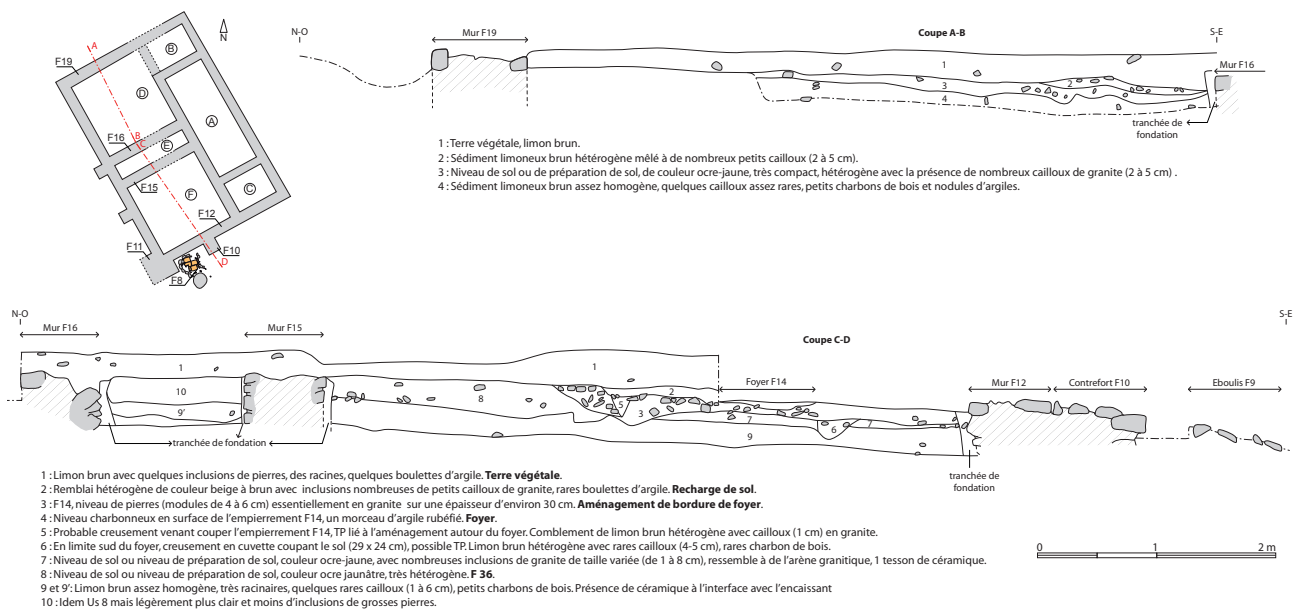 N
A
B
F19
D
A
B
C
F16
E
F15
F
C
F12
F11
F10
D
F8
N-O
Mur F19
Coupe A-B
S-E
Mur F16
1
2
3
4
tranchée de
fondation
1 : Terre végétale, limon brun.
2 : Sédiment limoneux brun hétérogène mêlé à de nombreux petits cailloux (2 à 5 cm).
3 : Niveau de sol ou de préparation de sol, de couleur ocre-jaune, très compact, hétérogène avec la présence de nombreux cailloux de granite (2 à 5 cm) .
4 : Sédiment limoneux brun assez homogène, quelques cailloux assez rares, petits charbons de bois et nodules d'argiles.
N-O
S-E
Mur F16
Mur F15
Coupe C-D
Foyer F14
Mur F12
Contrefort F10
Eboulis F9
1
1
10
9'
8
5
3
2
7
6
7
9
tranchée de fondation
tranchée de
fondation
1 : Limon brun avec quelques inclusions de pierres, des racines, quelques boulettes d'argile. Terre végétale.
2 : Remblai hétérogène de couleur beige à brun avec inclusions nombreuses de petits cailloux de granite, rares boulettes d'argile. Recharge de sol.
3 : F14, niveau de pierres (modules de 4 à 6 cm) essentiellement en granite sur une épaisseur d'environ 30 cm. Aménagement de bordure de foyer.
4 : Niveau charbonneux en surface de l'empierrement F14, un morceau d'argile rubéfié. Foyer.
5 : Probable creusement venant couper l'empierrement F14, TP lié à l'aménagement autour du foyer. Comblement de limon brun hétérogène avec cailloux (1 cm) en granite.
6 : En limite sud du foyer, creusement en cuvette coupant le sol (29 x 24 cm), possible TP. Limon brun hétérogène avec rares cailloux (4-5 cm), rares charbon de bois.
7 : Niveau de sol ou niveau de préparation de sol, couleur ocre-jaune, avec nombreuses inclusions de granite de taille variée (de 1 à 8 cm), ressemble à de l'arène granitique, 1 tesson de céramique.
8 : Niveau de sol ou niveau de préparation de sol, couleur ocre jaunâtre, très hétérogène. F 36.
9 et 9': Limon brun assez homogène, très racinaires, quelques rares cailloux (1 à 6 cm), petits charbons de bois. Présence de céramique à l'interface avec l'encaissant
10 : Idem Us 8 mais légèrement plus clair et moins d'inclusions de grosses pierres.
0 1 2 m